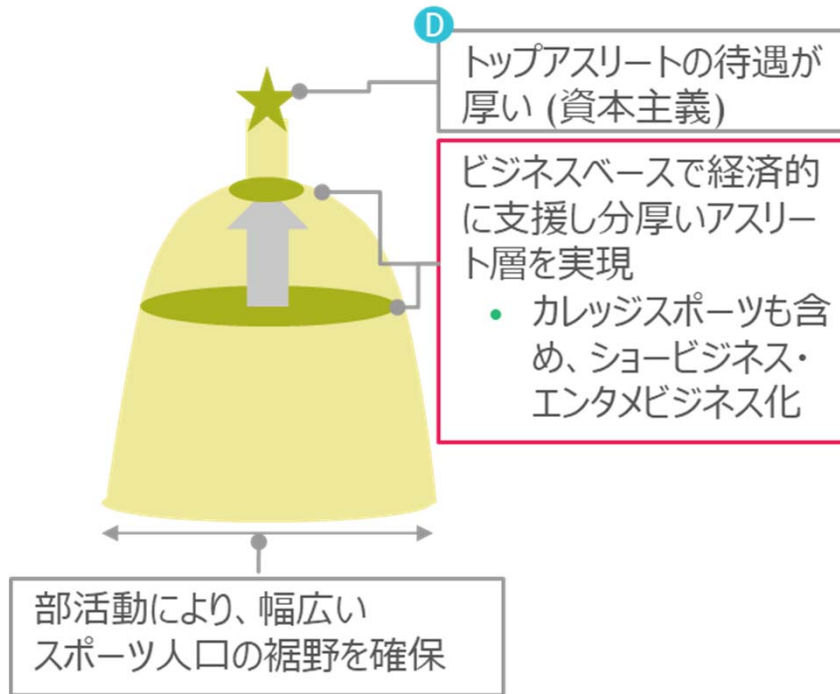 D
トップアスリートの待遇が
厚い (資本主義)
ビジネスベースで経済的
に支援し分厚いアスリー
ト層を実現
• カレッジスポーツも含
め、ショービジネス・
エンタメビジネス化
部活動により、幅広い
スポーツ人口の裾野を確保